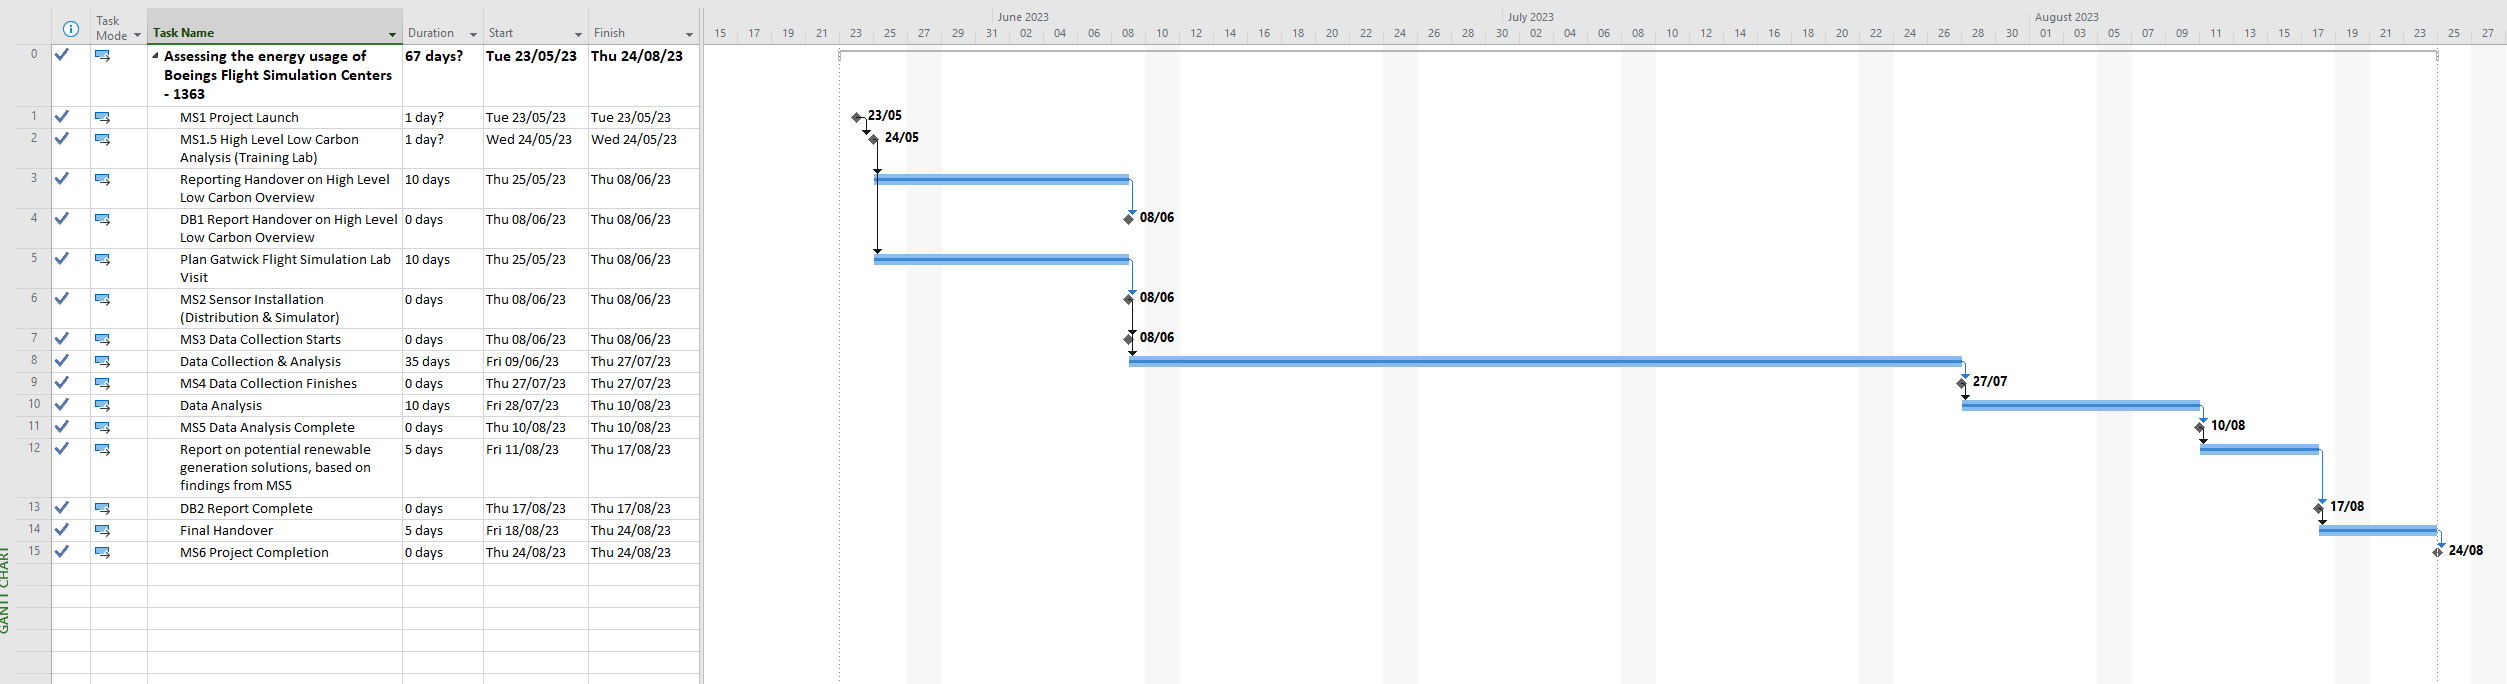 June 2023 July 2023 August 2023
Task Mode Task Name Duration Start Finish 15 17 19 21 23 25 27 29 31 02 04 06 08 10 12 14 16 18 20 22 24 26 28 30 02 04 06 08 10 12 14 16 18 20 22 24 26 28 30 01 03 05 07 09 11 13 15 17 19 21 23 25 27
0 Assessing the energy usage of 67 days? Tue 23/05/23 Thu 24/08/23
Boeings Flight Simulation Centers
- 1363
1 MS1 Project Launch 1 day? Tue 23/05/23 Tue 23/05/23 23/05
2 MS1.5 High Level Low Carbon 1 day? Wed 24/05/23 Wed 24/05/23 24/05
Analysis (Training Lab)
3 Reporting Handover on High Level 10 days Thu 25/05/23 Thu 08/06/23
Low Carbon Overview
4 DB1 Report Handover on High Level 0 days Thu 08/06/23 Thu 08/06/23 08/06
Low Carbon Overview
5 Plan Gatwick Flight Simulation Lab 10 days Thu 25/05/23 Thu 08/06/23
Visit
6 MS2 Sensor Installation 0 days Thu 08/06/23 Thu 08/06/23 08/06
(Distribution & Simulator)
7 MS3 Data Collection Starts 0 days Thu 08/06/23 Thu 08/06/23 08/06
8 Data Collection & Analysis 35 days Fri 09/06/23 Thu 27/07/23
9 MS4 Data Collection Finishes 0 days Thu 27/07/23 Thu 27/07/23 27/07
10 Data Analysis 10 days Fri 28/07/23 Thu 10/08/23
11 MS5 Data Analysis Complete 0 days Thu 10/08/23 Thu 10/08/23 10/08
12 Report on potential renewable 5 days Fri 11/08/23 Thu 17/08/23
generation solutions, based on
findings from MS5
13 DB2 Report Complete 0 days Thu 17/08/23 Thu 17/08/23 17/08
14 Final Handover 5 days Fri 18/08/23 Thu 24/08/23
15 MS6 Project Completion 0 days Thu 24/08/23 Thu 24/08/23 24/08
GANTT CHART